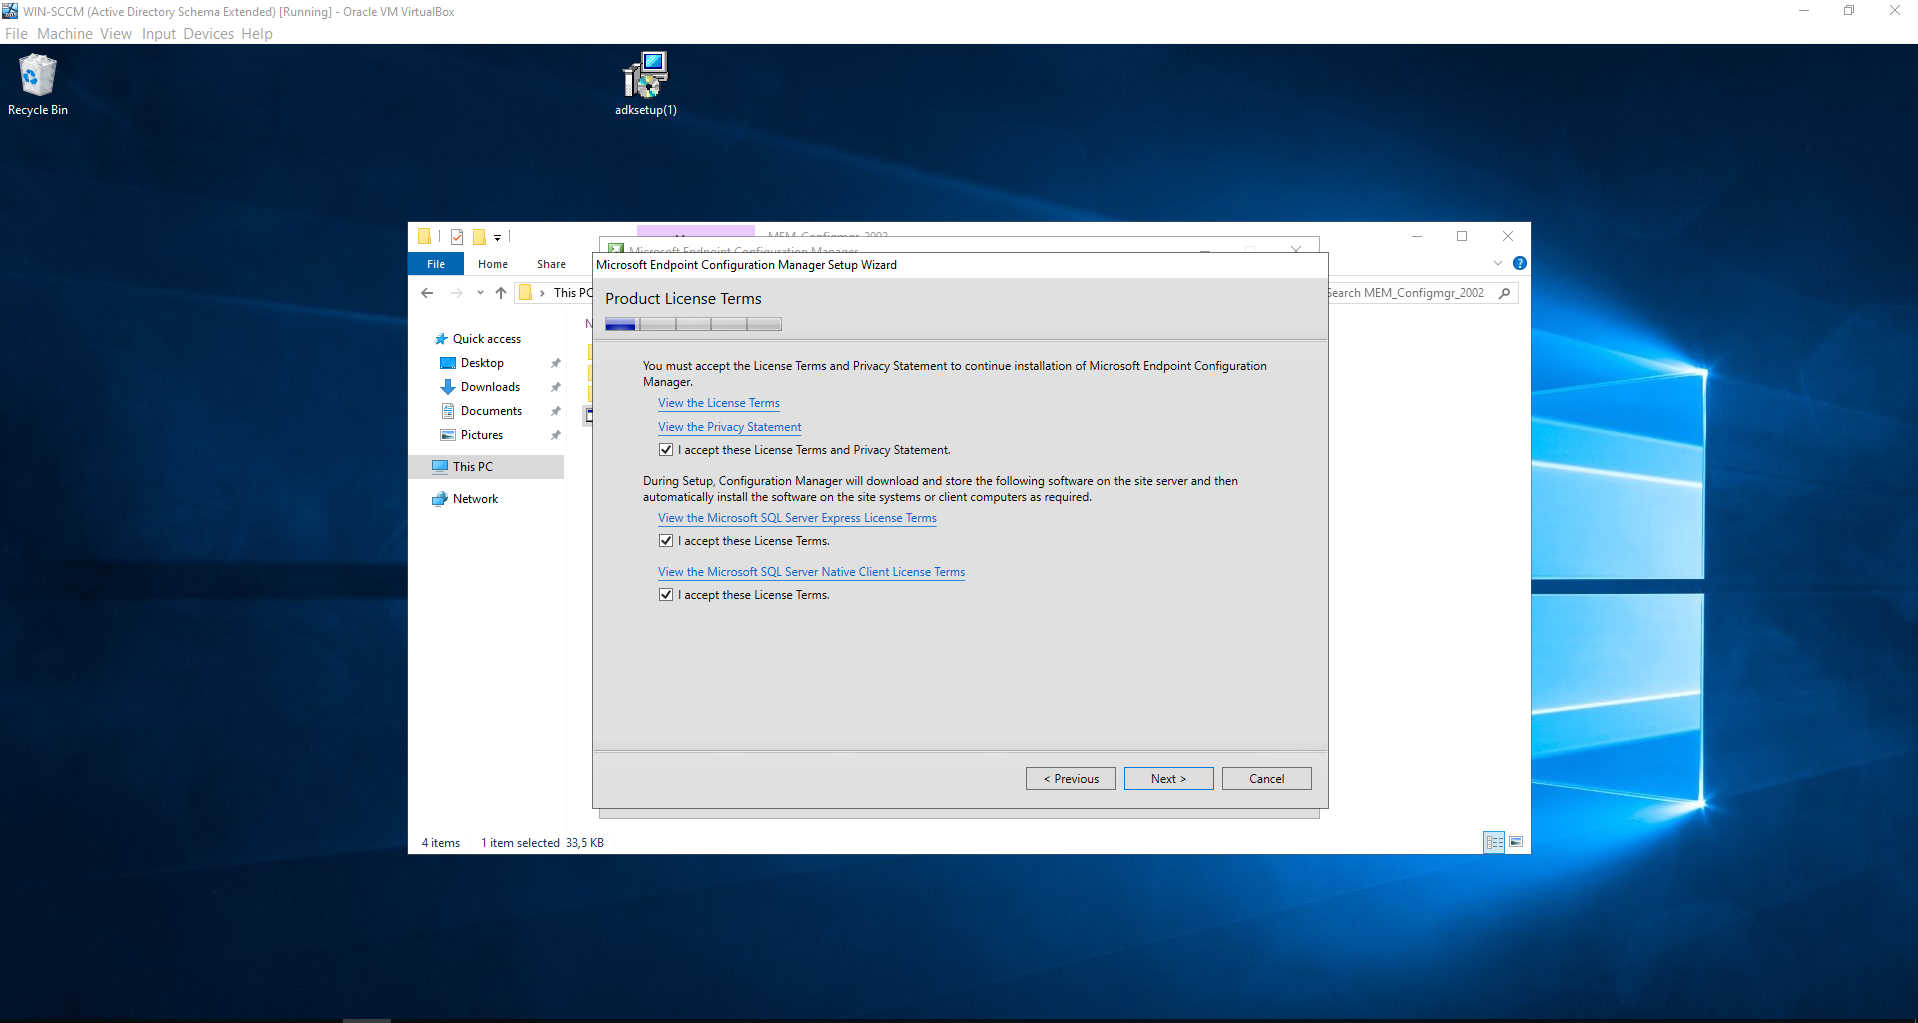 WIN-SCCM (Active Directory Schema Extended) [Running] - Oracle VM VirtualBox
File Machine View Input Devices Help
Recycle Bin
adksetup(1)
MEM_Configmgr_2002
Microsoft Endpoint Configuration Manager
File Home Share
This PC
Search MEM_Configmgr_2002
Quick access
Desktop
Downloads
Documents
Pictures
This PC
Network
Microsoft Endpoint Configuration Manager Setup Wizard
Product License Terms
You must accept the License Terms and Privacy Statement to continue installation of Microsoft Endpoint Configuration
Manager.
View the License Terms
View the Privacy Statement
I accept these License Terms and Privacy Statement.
During Setup, Configuration Manager will download and store the following software on the site server and then
automatically install the software on the site systems or client computers as required.
View the Microsoft SQL Server Express License Terms
I accept these License Terms.
View the Microsoft SQL Server Native Client License Terms
I accept these License Terms.
< Previous Next > Cancel
4 items 1 item selected 33,5 KB